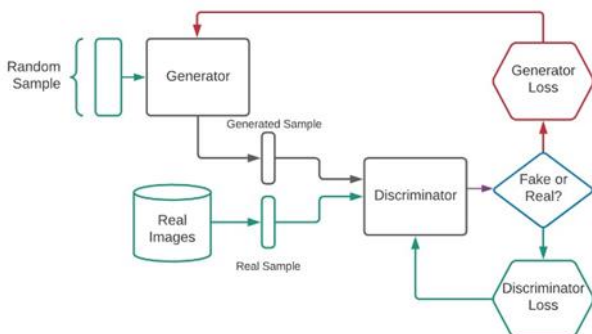 Random
Sample
Generator
Generator
Loss
Generated Sample
Discriminator
Fake or
Real?
Real
Images
Real Sample
Discriminator
Loss